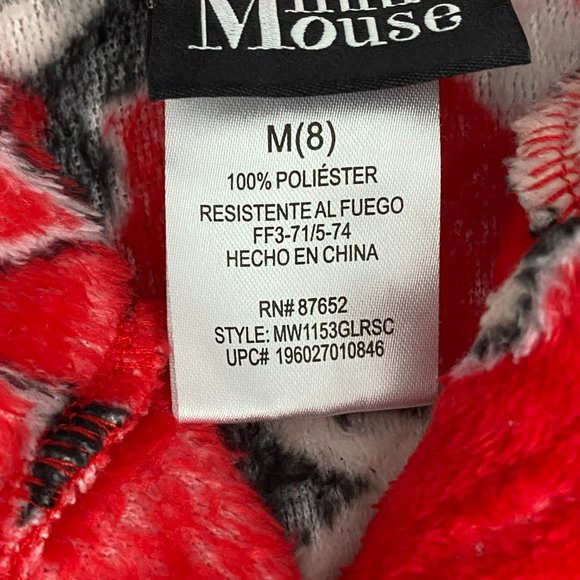 Mouse
M(8)
100% POLIÉSTER
RESISTENTE AL FUEGO
FF3-71/5-74
HECHO EN CHINA
RN# 87652
STYLE: MW1153GLRSC
UPC# 196027010846